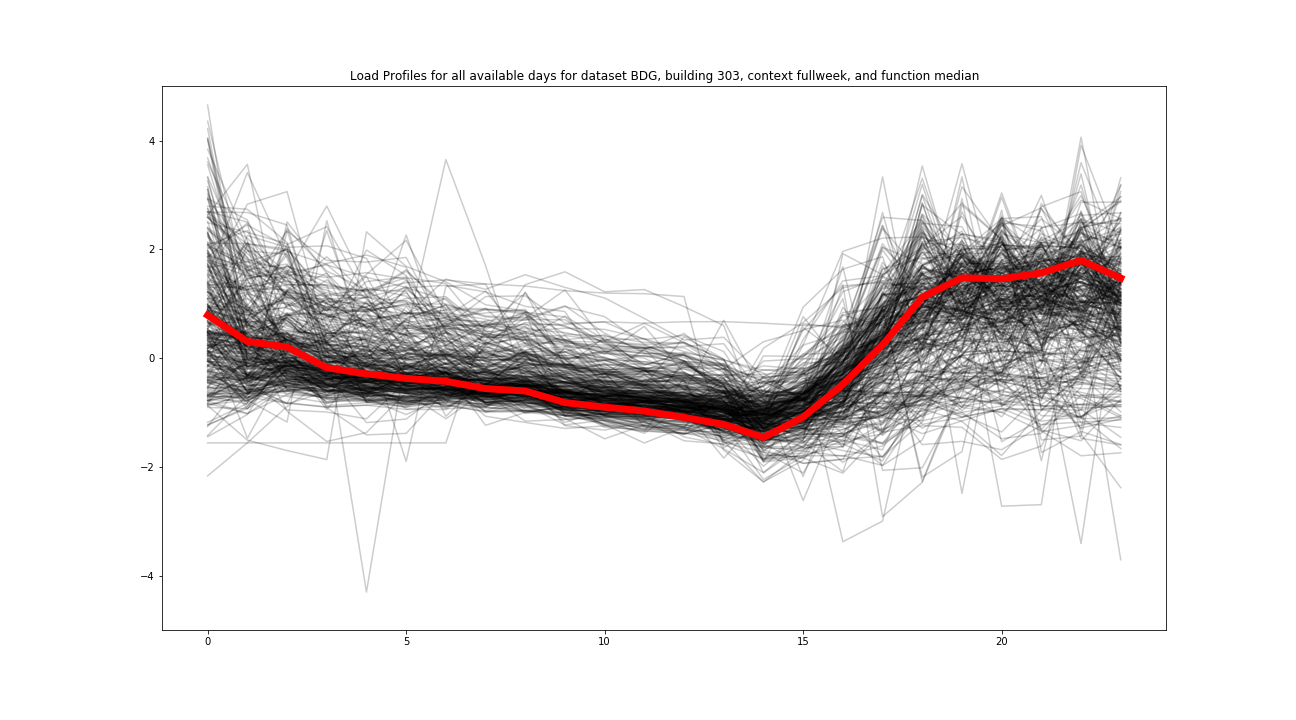 Load Profiles for all available days for dataset BDG, building 303, context fullweek, and function median
4
2
0
−2
−4
0 5 10 15 20